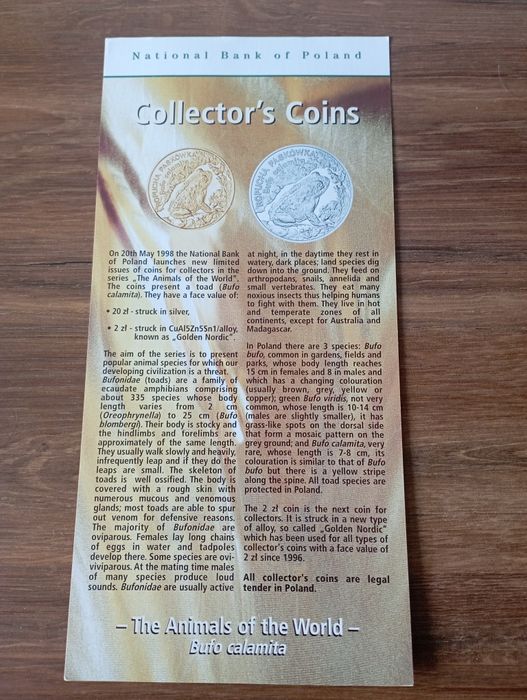 National Bank of Poland
Collector's Coins
ROPUCHA PASKÓWKA
Bufo calamita
ROPUCHA PASKÓWKA
Bufo calamita
On 20th May 1998 the National Bank
of Poland launches new limited
issues of coins for collectors in the
series „The Animals of the World".
The coins present a toad (Bufo
calamita). They have a face value of:
• 20 zł - struck in silver,
• 2 zł - struck in CuAl5Zn5Sn1/alloy,
known as „Golden Nordic".
The aim of the series is to present
popular animal species for which our
developing civilization is a threat.
Bufonidae (toads) are a family of
ecaudate amphibians comprising
about 335 species whose body
length varies from 2 cm
(Oreophrynella) to 25 cm (Bufo
blombergi). Their body is stocky and
the hindlimbs and forelimbs are
approximately of the same length.
They usually walk slowly and heavily,
infrequently leap and if they do the
leaps are small. The skeleton of
toads is well ossified. The body is
covered with a rough skin with
numerous mucous and venomous
glands; most toads are able to spur
out venom for defensive reasons.
The majority of Bufonidae are
oviparous. Females lay long chains
of eggs in water and tadpoles
develop there. Some species are ovi-
viviparous. At the mating time males
of many species produce loud
sounds. Bufonidae are usually active
at night, in the daytime they rest in
watery, dark places; land species dig
down into the ground. They feed on
arthropodans, snails, annelida and
small vertebrates. They eat many
noxious insects thus helping humans
to fight with them. They live in hot
and temperate zones of all
continents, except for Australia and
Madagascar.
In Poland there are 3 species: Bufo
bufo, common in gardens, fields and
parks, whose body length reaches
15 cm in females and 8 in males and
which has a changing colouration
(usually brown, grey, yellow or
copper); green Bufo viridis, not very
common, whose length is 10-14 cm
(males are slightly smaller), it has
grass-like spots on the dorsal side
that form a mosaic pattern on the
grey ground; and Bufo calamita, very
rare, whose length is 7-8 cm, its
colouration is similar to that of Bufo
bufo but there is a yellow stripe
along the spine. All toad species are
protected in Poland.
The 2 zł coin is the next coin for
collectors. It is struck in a new type
of alloy, so called „Golden Nordic"
which has been used for all types of
collector's coins with a face value of
2 zł since 1996.
All collector's coins are legal
tender in Poland.
– The Animals of the World –
Bufo calamita